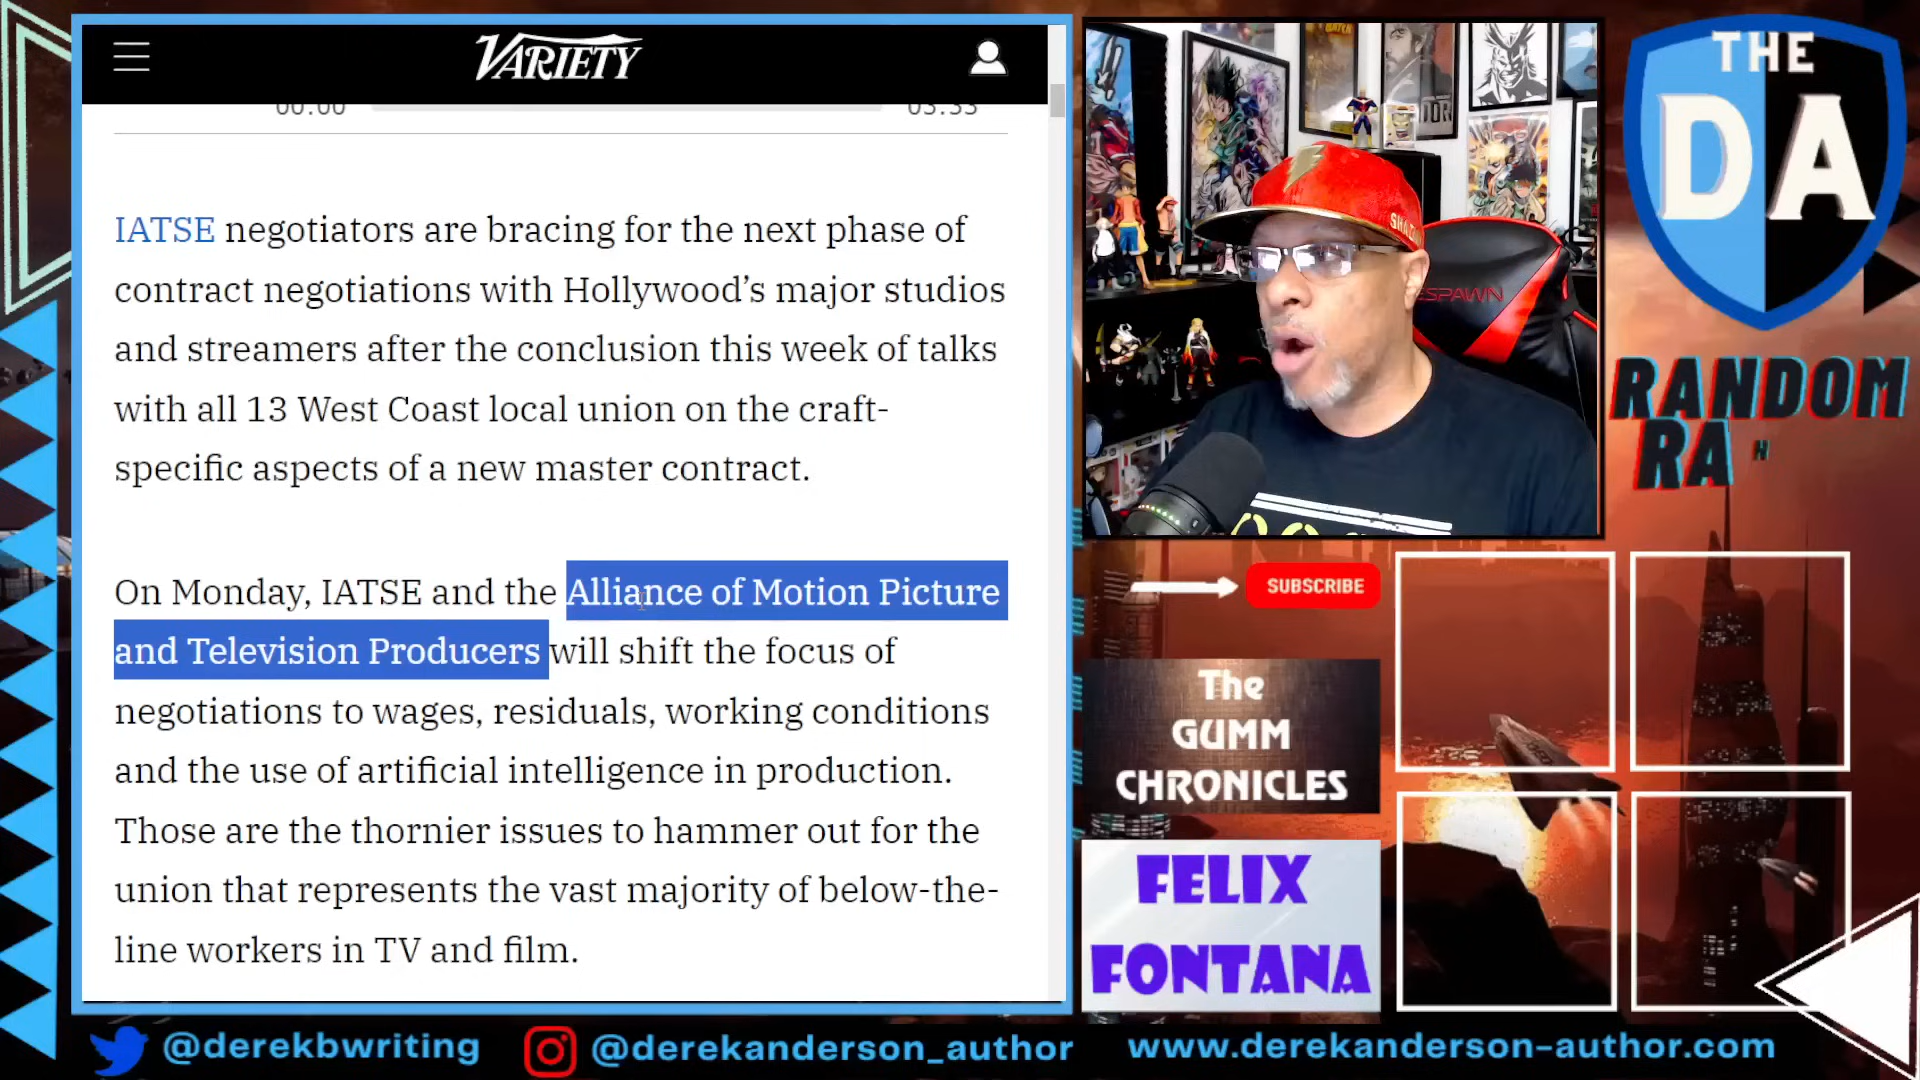 VARIETY
00:00
03:33
IATSE negotiators are bracing for the next phase of
contract negotiations with Hollywood’s major studios
and streamers after the conclusion this week of talks
with all 13 West Coast local union on the craft-
specific aspects of a new master contract.
On Monday, IATSE and the Alliance of Motion Picture
and Television Producers will shift the focus of
negotiations to wages, residuals, working conditions
and the use of artificial intelligence in production.
Those are the thornier issues to hammer out for the
union that represents the vast majority of below-the-
line workers in TV and film.
THE
DA
RANDOM
RA
SUBSCRIBE
The
GUMM
CHRONICLES
FELIX
FONTANA
@derekbwriting
@derekanderson_author
www.derekanderson-author.com